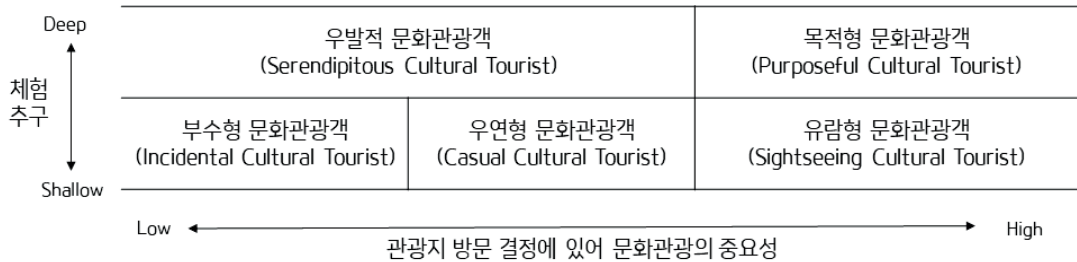 Deep
우발적 문화관광객
(Serendipitous Cultural Tourist)
목적형 문화관광객
(Purposeful Cultural Tourist)
체험
추구
부수형 문화관광객
(Incidental Cultural Tourist)
우연형 문화관광객
(Casual Cultural Tourist)
유람형 문화관광객
(Sightseeing Cultural Tourist)
Shallow
Low
High
관광지 방문 결정에 있어 문화관광의 중요성